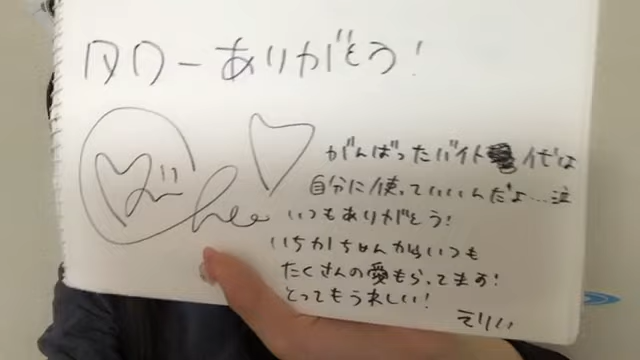 タワーありがとう!
がんばったバイト代は
自分に使っていいんだよ...泣
いつもありがとう!
いちかちゃんからいつも
たくさんの愛もらってます!
とってもうれしい!
えりい